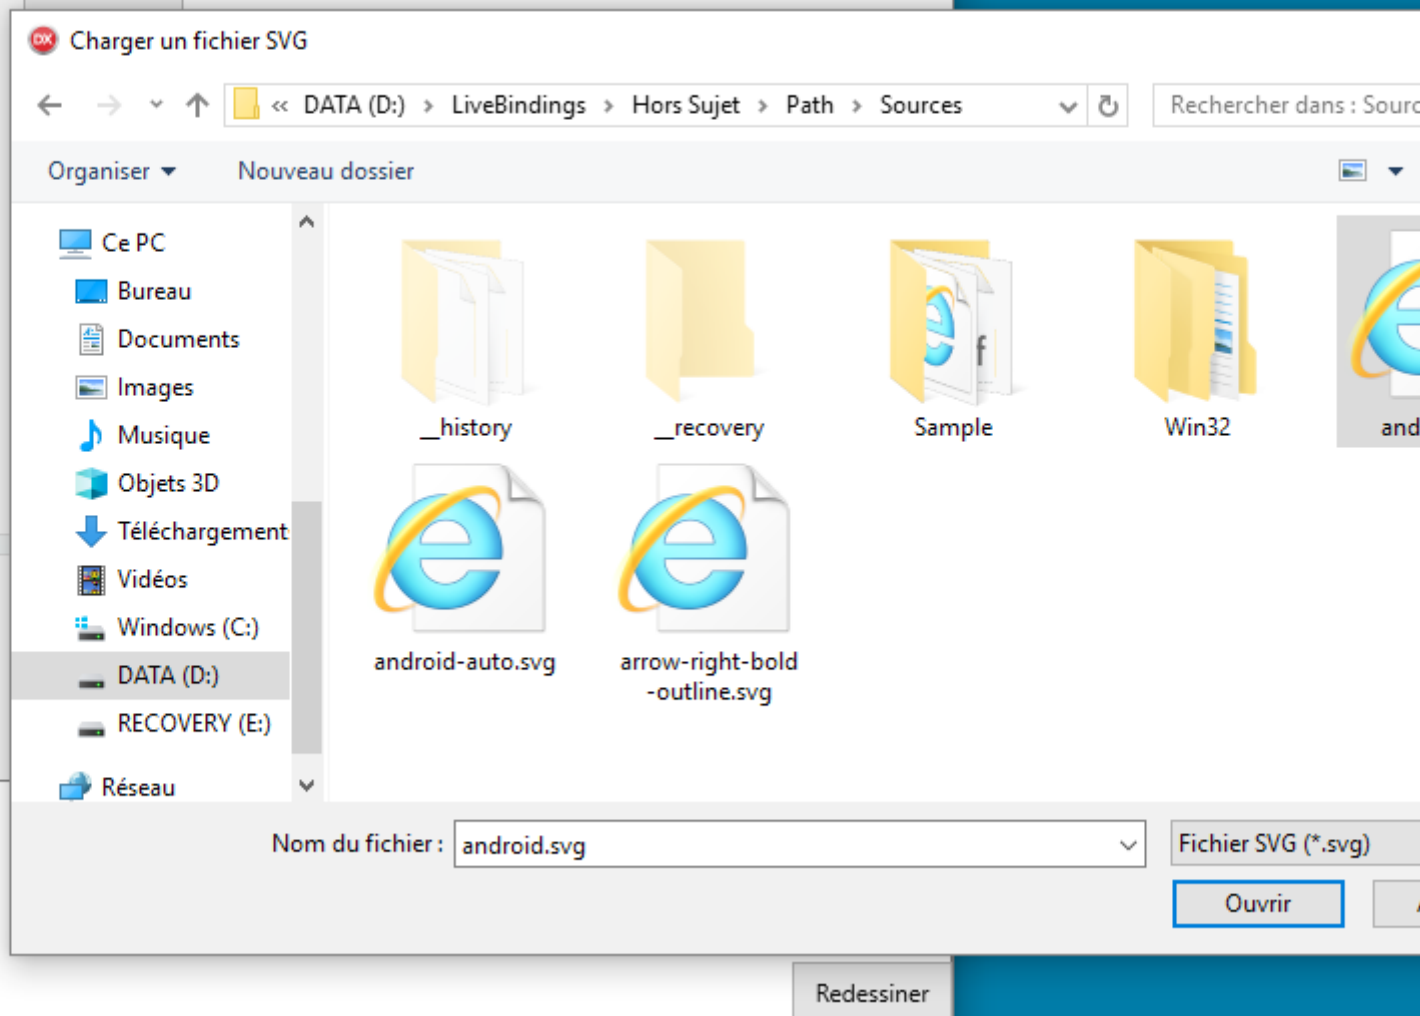 DX Charger un fichier SVG
« DATA (D:) > LiveBindings > Hors Sujet > Path > Sources
Rechercher dans : Sourc
Organiser
Nouveau dossier
Ce PC
Bureau
Documents
Images
Musique
Objets 3D
Téléchargement
Vidéos
Windows (C:)
DATA (D:)
RECOVERY (E:)
Réseau
__history
__recovery
f
Sample
Win32
and
android-auto.svg
arrow-right-bold
-outline.svg
Nom du fichier :
android.svg
Fichier SVG (*.svg)
Ouvrir
Redessiner